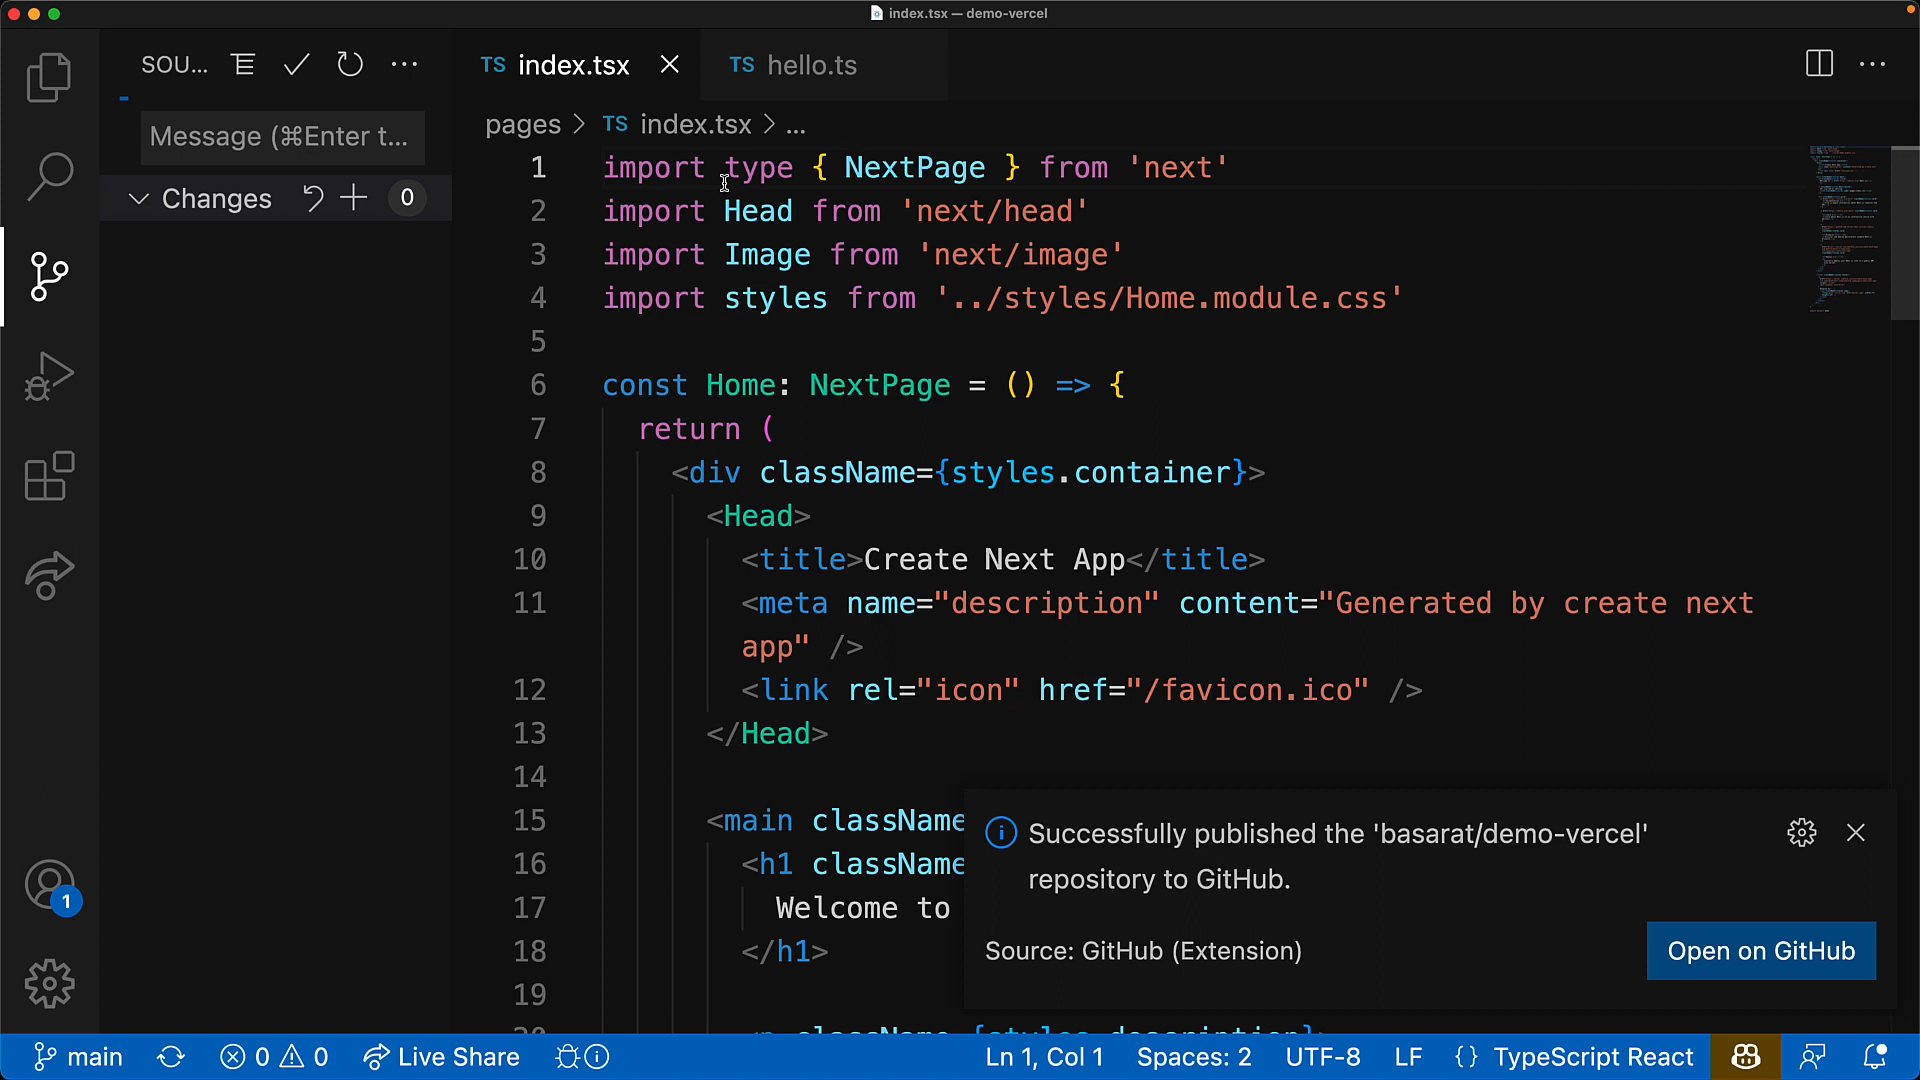 index.tsx — demo-vercel
SOU...
TS index.tsx
TS hello.ts
Message (⌘Enter t...
Changes 0
pages > TS index.tsx > ...
1 import type { NextPage } from 'next'
2 import Head from 'next/head'
3 import Image from 'next/image'
4 import styles from '../styles/Home.module.css'
5
6 const Home: NextPage = () => {
7 return (
8 <div className={styles.container}>
9 <Head>
10 <title>Create Next App</title>
11 <meta name="description" content="Generated by create next
app" />
12 <link rel="icon" href="/favicon.ico" />
13 </Head>
14
15 <main className
16 <h1 className
17 Welcome to
18 </h1>
19
20 <p className={styles.description}>
Successfully published the 'basarat/demo-vercel'
repository to GitHub.
Source: GitHub (Extension)
Open on GitHub
1
main
0 0
Live Share
Ln 1, Col 1
Spaces: 2
UTF-8
LF
{} TypeScript React